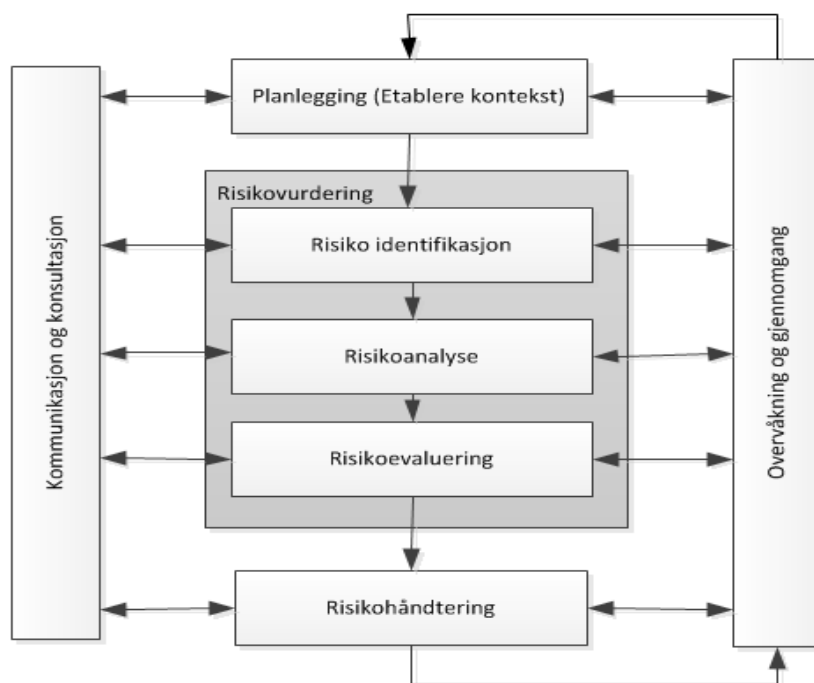 Planlegging (Etablere kontekst)
Kommunikasjon og konsultasjon
Risikovurdering
Risiko identifikasjon
Risikoanalyse
Risikoevaluering
Risikohåndtering
Overvåkning og gjennomgang